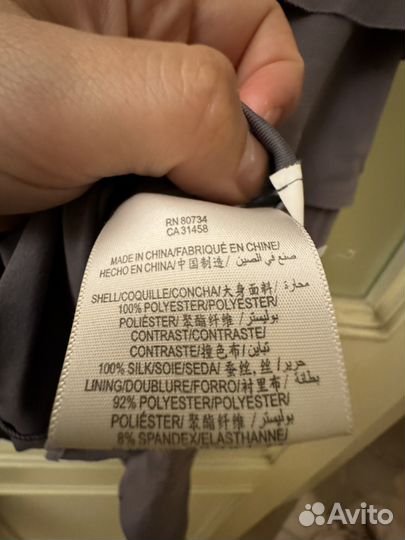 RN 80734
CA 31458
MADE IN CHINA/FABRIQUÉ EN CHINE/
HECHO EN CHINA/中国制造/ صنع في الصين
SHELL/COQUILLE/CONCHA/大身面料/ محارة
100% POLYESTER/POLYESTER/
POLIÉSTER/聚酯纤维/ بوليستر
CONTRAST/CONTRASTE/
CONTRASTE/撞色布/ تباين
100% SILK/SOIE/SEDA/蚕丝, 丝/ حرير
LINING/DOUBLURE/FORRO/衬里布/ بطانة
92% POLYESTER/POLYESTER/
POLIÉSTER/聚酯纤维/ بوليستر
8% SPANDEX/ELASTHANNE/
Avito